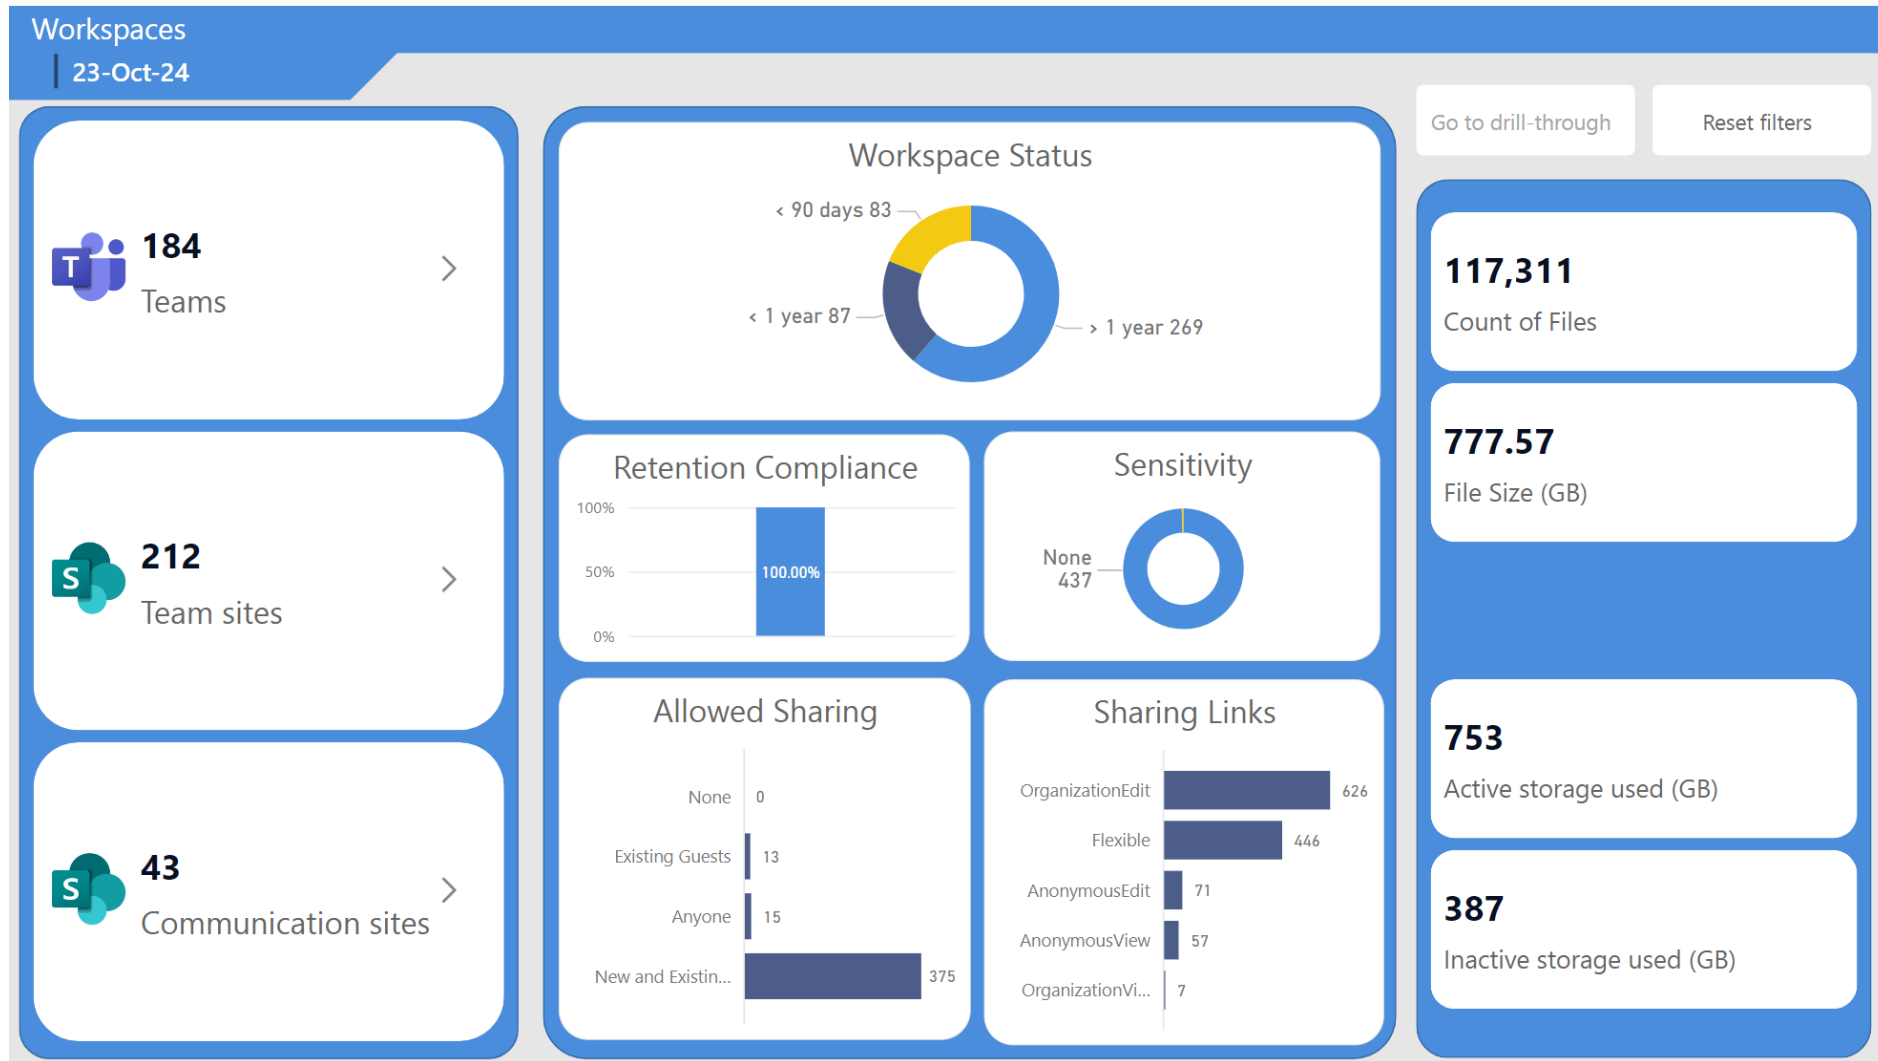 Workspaces
23-Oct-24
Go to drill-through
Reset filters
T
184
Teams
S
212
Team sites
S
43
Communication sites
Workspace Status
< 90 days 83
< 1 year 87
> 1 year 269
Retention Compliance
100%
50%
0%
100.00%
Sensitivity
None
437
Allowed Sharing
None 0
Existing Guests 13
Anyone 15
New and Existin... 375
Sharing Links
OrganizationEdit 626
Flexible 446
AnonymousEdit 71
AnonymousView 57
OrganizationVi... 7
117,311
Count of Files
777.57
File Size (GB)
753
Active storage used (GB)
387
Inactive storage used (GB)